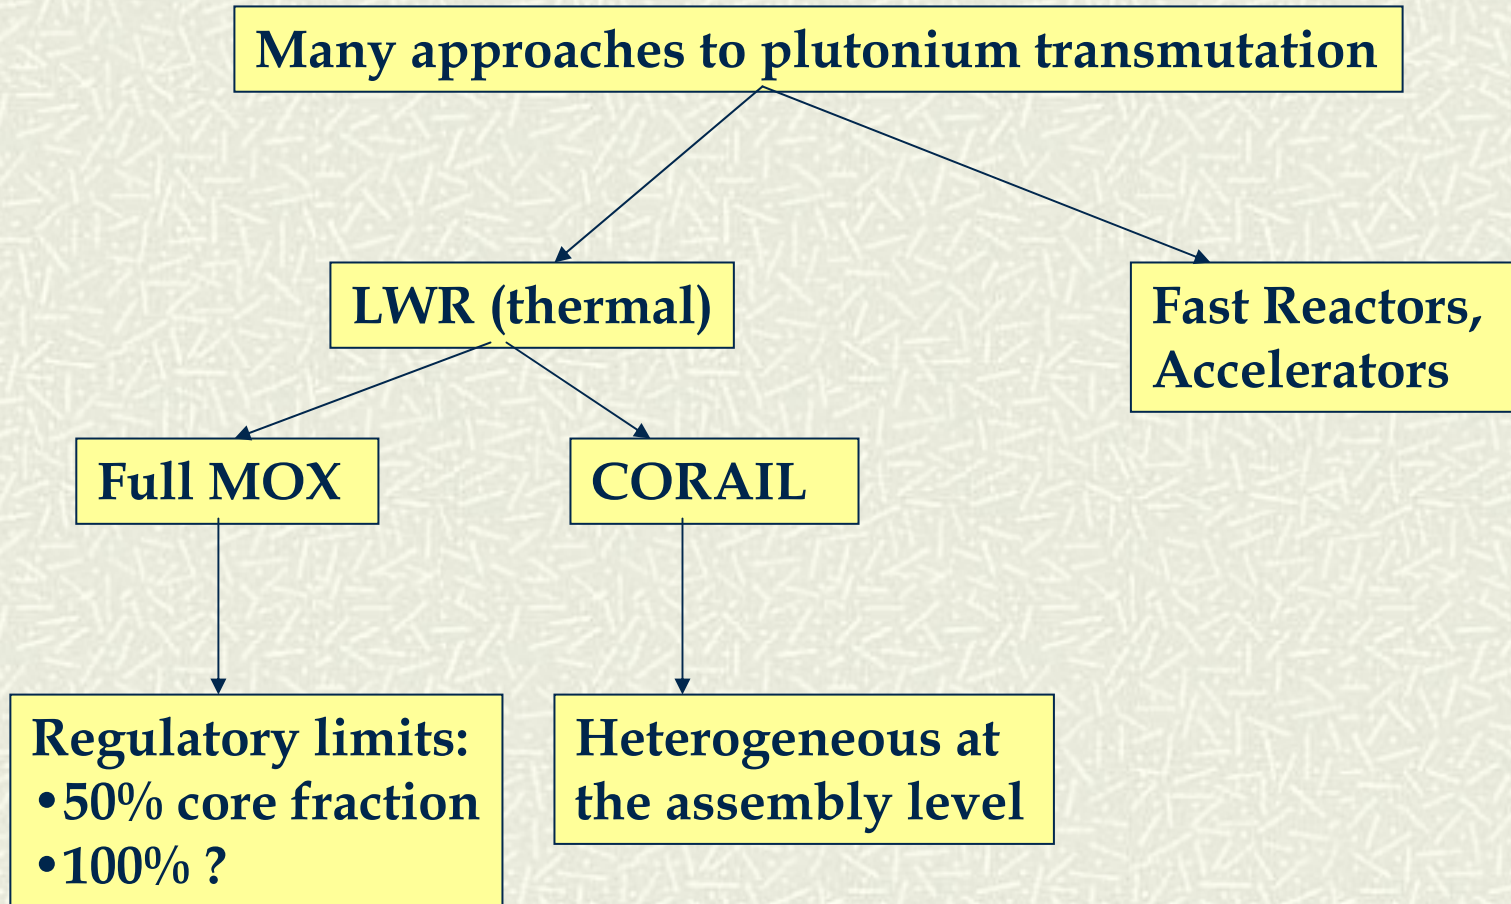 Many approaches to plutonium transmutation
LWR (thermal)
Fast Reactors,
Accelerators
Full MOX
CORAIL
Regulatory limits:
•50% core fraction
•100% ?
Heterogeneous at
the assembly level